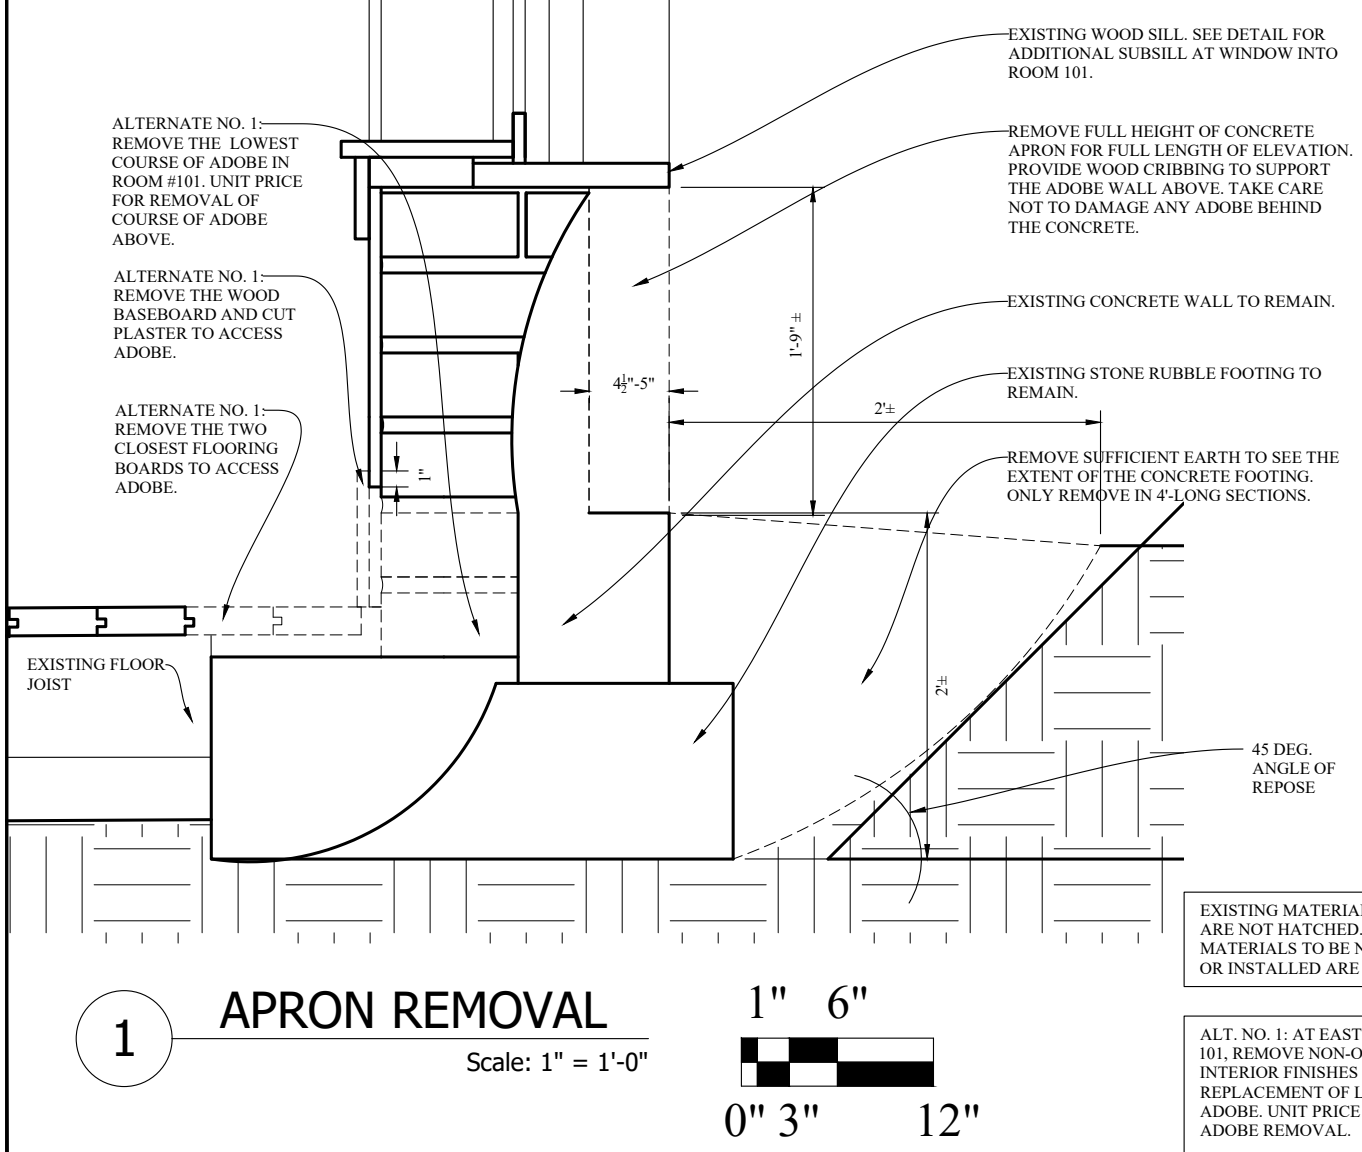 EXISTING WOOD SILL. SEE DETAIL FOR
ADDITIONAL SUBSILL AT WINDOW INTO
ROOM 101.
ALTERNATE NO. 1:
REMOVE THE LOWEST
COURSE OF ADOBE IN
ROOM #101. UNIT PRICE
FOR REMOVAL OF
COURSE OF ADOBE
ABOVE.
REMOVE FULL HEIGHT OF CONCRETE
APRON FOR FULL LENGTH OF ELEVATION.
PROVIDE WOOD CRIBBING TO SUPPORT
THE ADOBE WALL ABOVE. TAKE CARE
NOT TO DAMAGE ANY ADOBE BEHIND
THE CONCRETE.
ALTERNATE NO. 1:
REMOVE THE WOOD
BASEBOARD AND CUT
PLASTER TO ACCESS
ADOBE.
EXISTING CONCRETE WALL TO REMAIN.
1'-9" ±
4½"-5"
EXISTING STONE RUBBLE FOOTING TO
REMAIN.
2'±
ALTERNATE NO. 1:
REMOVE THE TWO
CLOSEST FLOORING
BOARDS TO ACCESS
ADOBE.
1"
REMOVE SUFFICIENT EARTH TO SEE THE
EXTENT OF THE CONCRETE FOOTING.
ONLY REMOVE IN 4'-LONG SECTIONS.
EXISTING FLOOR
JOIST
2'±
45 DEG.
ANGLE OF
REPOSE
EXISTING MATERIA
ARE NOT HATCHED.
MATERIALS TO BE N
OR INSTALLED ARE
1
APRON REMOVAL
Scale: 1" = 1'-0"
1" 6"
0" 3" 12"
ALT. NO. 1: AT EAST
101, REMOVE NON-O
INTERIOR FINISHES
REPLACEMENT OF L
ADOBE. UNIT PRICE
ADOBE REMOVAL.